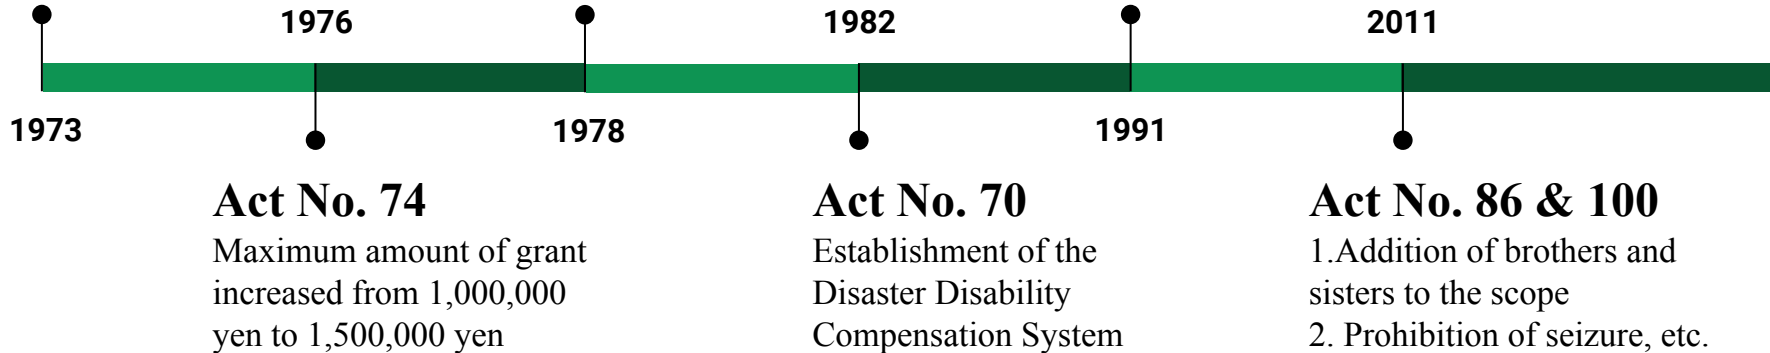 1976
1982
2011
1973
1978
1991
Act No. 74
Maximum amount of grant
increased from 1,000,000
yen to 1,500,000 yen
Act No. 70
Establishment of the
Disaster Disability
Compensation System
Act No. 86 & 100
1.Addition of brothers and
sisters to the scope
2. Prohibition of seizure, etc.